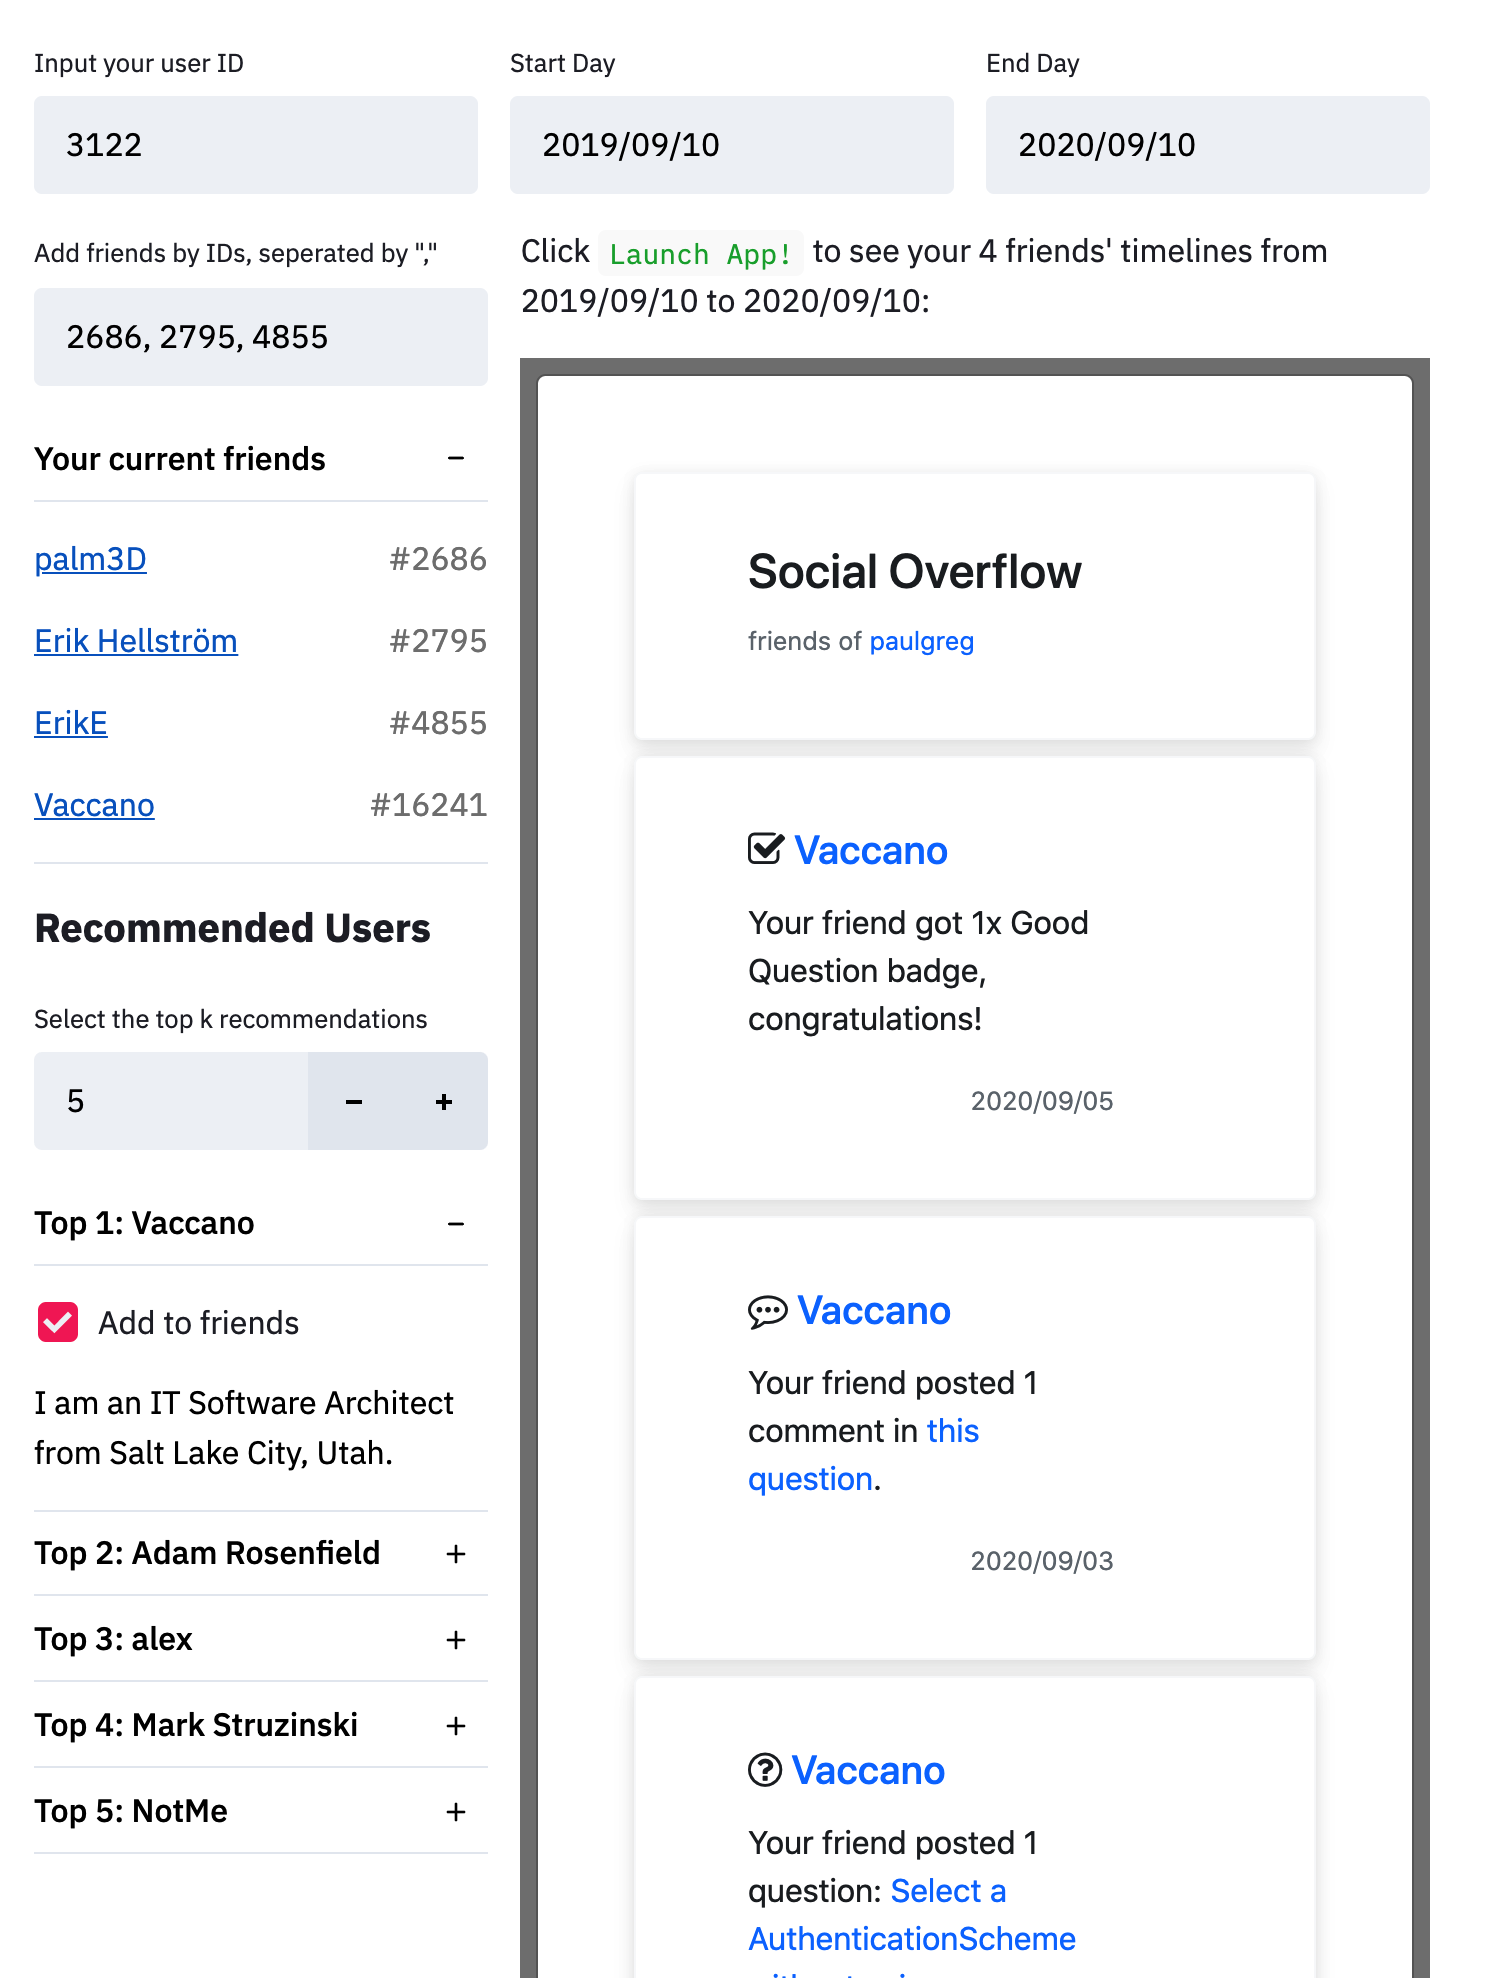 Input your user ID
Start Day
End Day
3122
2019/09/10
2020/09/10
Add friends by IDs, seperated by ","
2686, 2795, 4855
Your current friends
palm3D #2686
Erik Hellström #2795
ErikE #4855
Vaccano #16241
Recommended Users
Select the top k recommendations
5
Top 1: Vaccano
Add to friends
I am an IT Software Architect
from Salt Lake City, Utah.
Top 2: Adam Rosenfield
Top 3: alex
Top 4: Mark Struzinski
Top 5: NotMe
Click Launch App! to see your 4 friends' timelines from
2019/09/10 to 2020/09/10:
Social Overflow
friends of paulgreg
Vaccano
Your friend got 1x Good
Question badge,
congratulations!
2020/09/05
Vaccano
Your friend posted 1
comment in this
question.
2020/09/03
Vaccano
Your friend posted 1
question: Select a
AuthenticationScheme